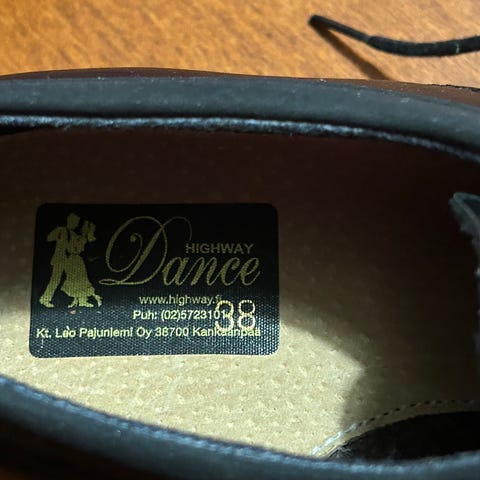 HIGHWAY
Dance
www.highway.fi
Puh: (02)5723101
38
Kt. Leo Pajuniemi Oy 38700 Kankaanpää